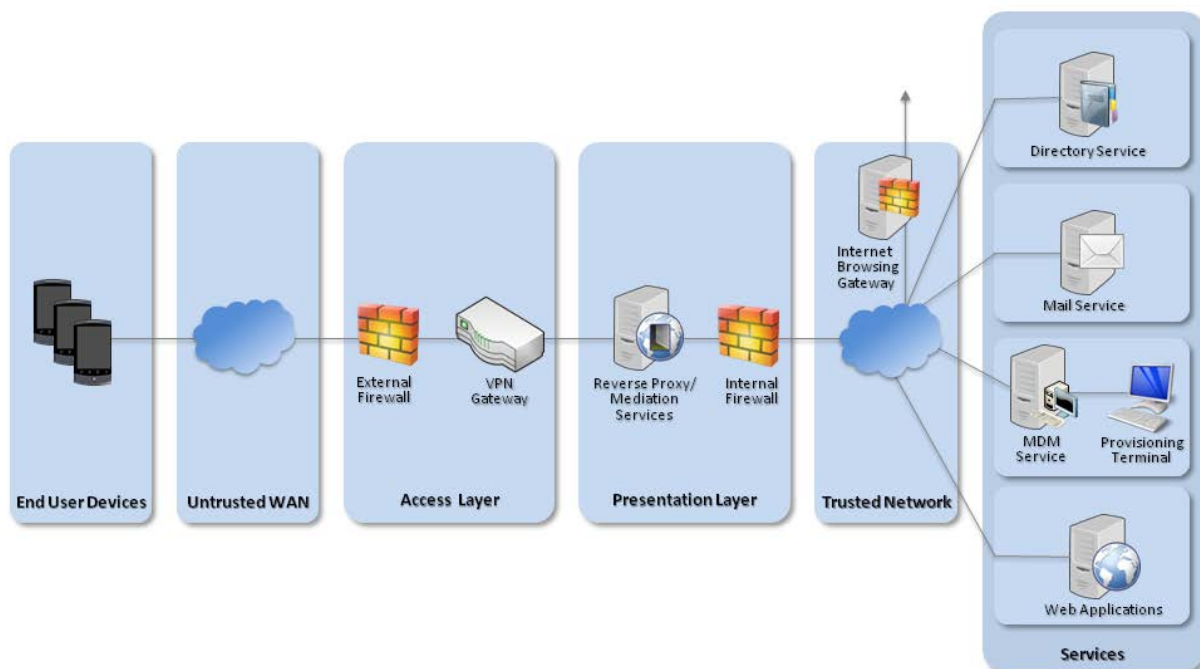 End User Devices
Untrusted WAN
External
Firewall
VPN
Gateway
Access Layer
Reverse Proxy/
Mediation
Services
Internal
Firewall
Presentation Layer
Internet
Browsing
Gateway
Trusted Network
Directory Service
Mail Service
MDM
Service
Provisioning
Terminal
Web Applications
Services